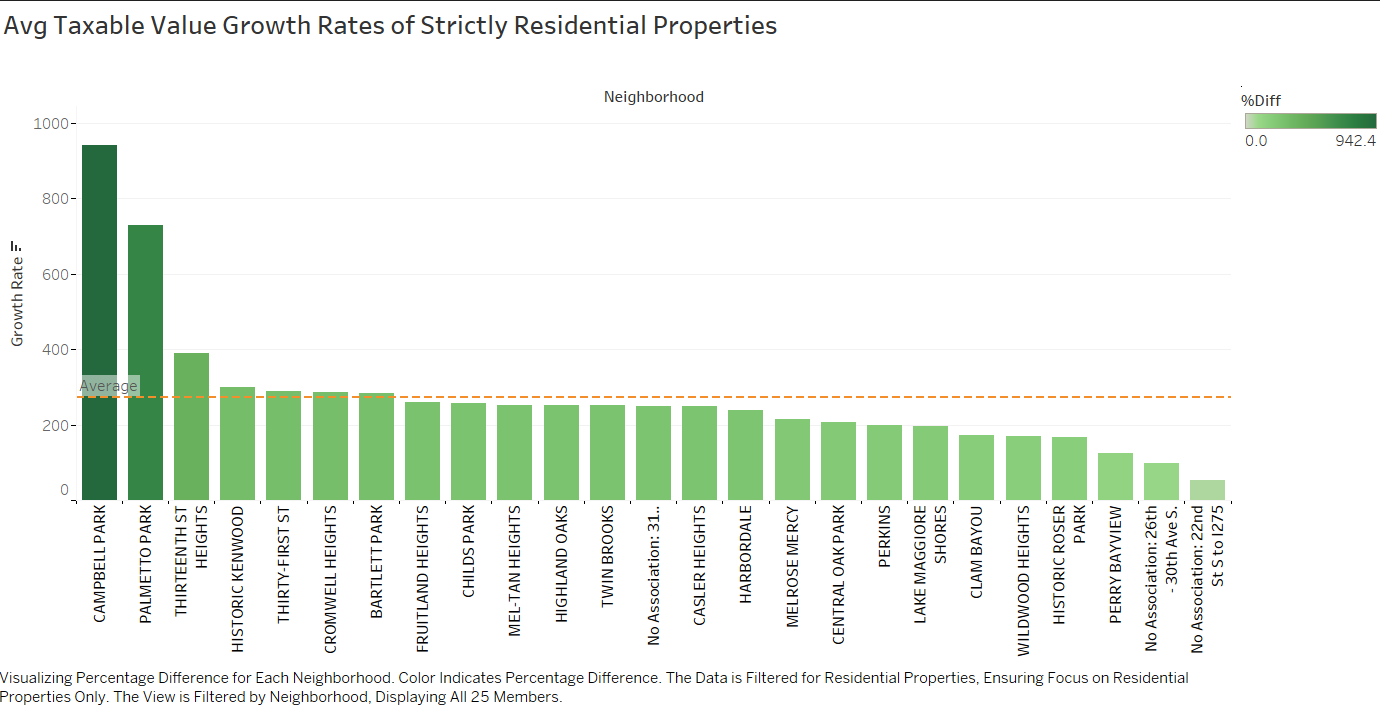 Avg Taxable Value Growth Rates of Strictly Residential Properties
Neighborhood
%Diff
0.0 942.4
Growth Rate
1000
800
600
400
200
0
Average
CAMPBELL PARK
PALMETTO PARK
THIRTEENTH ST
HEIGHTS
HISTORIC KENWOOD
THIRTY-FIRST ST
CROMWELL HEIGHTS
BARTLETT PARK
FRUITLAND HEIGHTS
CHILDS PARK
MEL-TAN HEIGHTS
HIGHLAND OAKS
TWIN BROOKS
No Association: 31..
CASLER HEIGHTS
HARBORDALE
MELROSE MERCY
CENTRAL OAK PARK
PERKINS
LAKE MAGGIORE
SHORES
CLAM BAYOU
WILDWOOD HEIGHTS
HISTORIC ROSER
PARK
PERRY BAYVIEW
No Association: 26th
- 30th Ave S.
No Association: 22nd
St S to I275
Visualizing Percentage Difference for Each Neighborhood. Color Indicates Percentage Difference. The Data is Filtered for Residential Properties, Ensuring Focus on Residential
Properties Only. The View is Filtered by Neighborhood, Displaying All 25 Members.